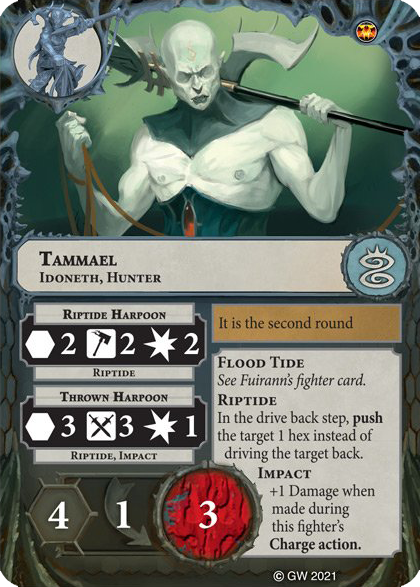 Tammael
Idoneth, Hunter
Riptide Harpoon
2 2 2
Riptide
Thrown Harpoon
3 3 1
Riptide, Impact
4 1 3
It is the second round
Flood Tide
See Fuirann's fighter card.
Riptide
In the drive back step, push
the target 1 hex instead of
driving the target back.
Impact
+1 Damage when
made during
this fighter's
Charge action.
© GW 2021